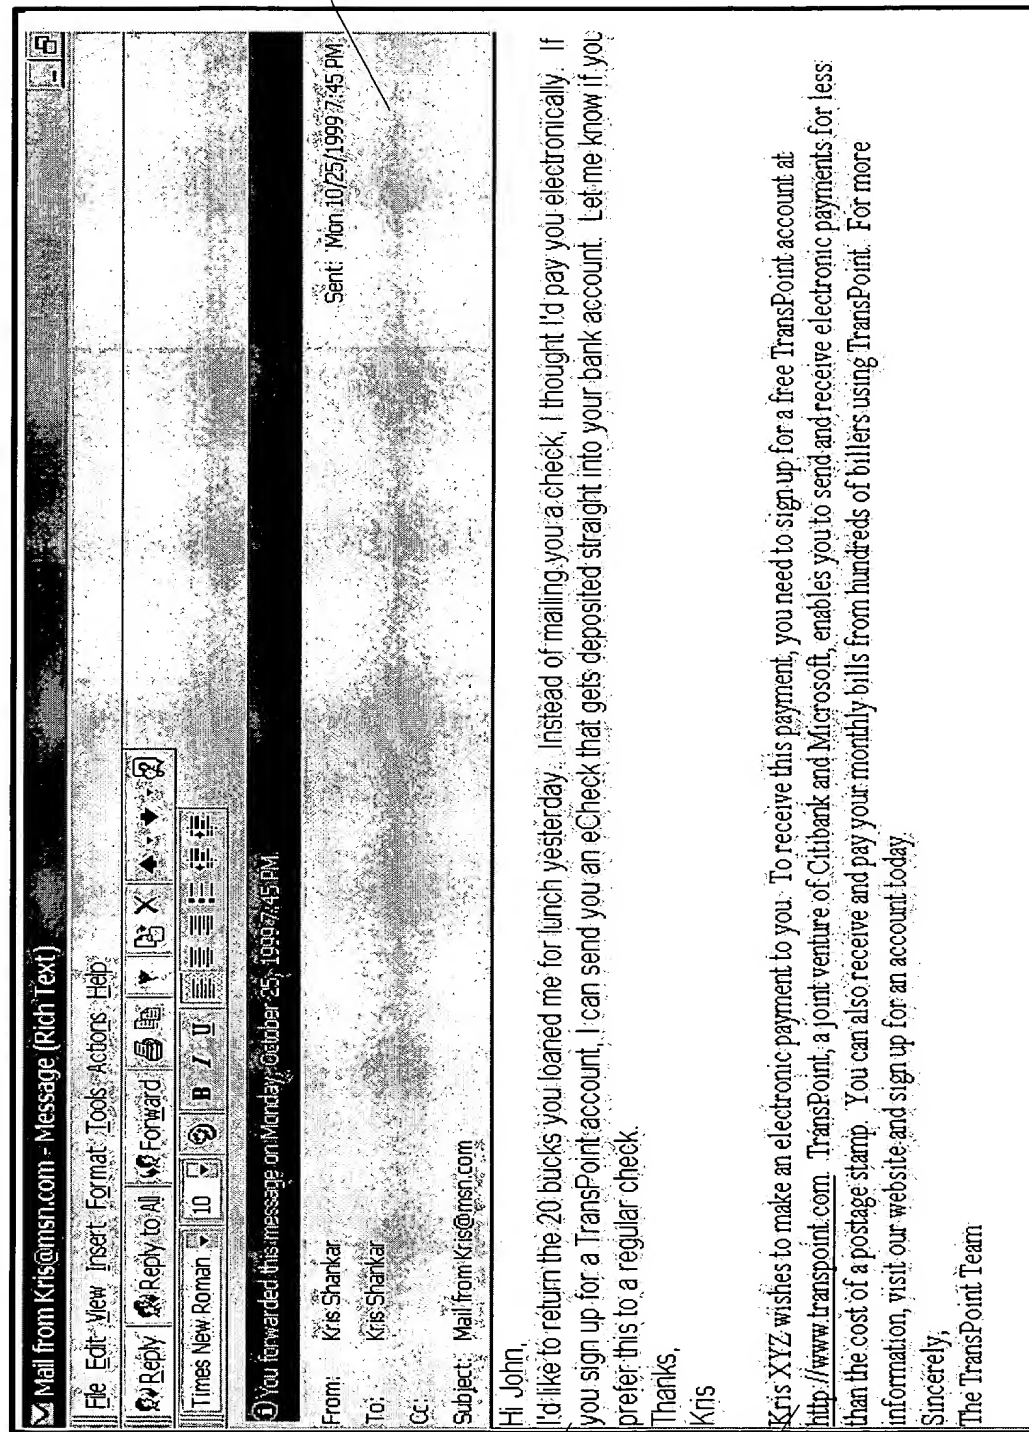 Mail from Kris@msn.com - Message (Rich Text)
File Edit View Insert Format Tools Actions Help
Reply Reply to All Forward
Times New Roman 10 B I U
You forwarded this message on Monday, October 25, 1999 7:45 PM.
From: Kris Shankar Sent: Mon 10/25/1999 7:45 PM
To: Kris Shankar
Cc:
Subject: Mail from Kris@msn.com
Hi John,
I'd like to return the 20 bucks you loaned me for lunch yesterday. Instead of mailing you a check, I thought I'd pay you electronically. If
you sign up for a TransPoint account, I can send you an eCheck that gets deposited straight into your bank account. Let me know if you
prefer this to a regular check.
Thanks,
Kris
Kris XYZ wishes to make an electronic payment to you. To receive this payment, you need to sign up for a free TransPoint account at
http://www.transpoint.com. TransPoint, a joint venture of Citibank and Microsoft, enables you to send and receive electronic payments for less
than the cost of a postage stamp. You can also receive and pay your monthly bills from hundreds of billers using TransPoint. For more
information, visit our website and sign up for an account today.
Sincerely,
The TransPoint Team